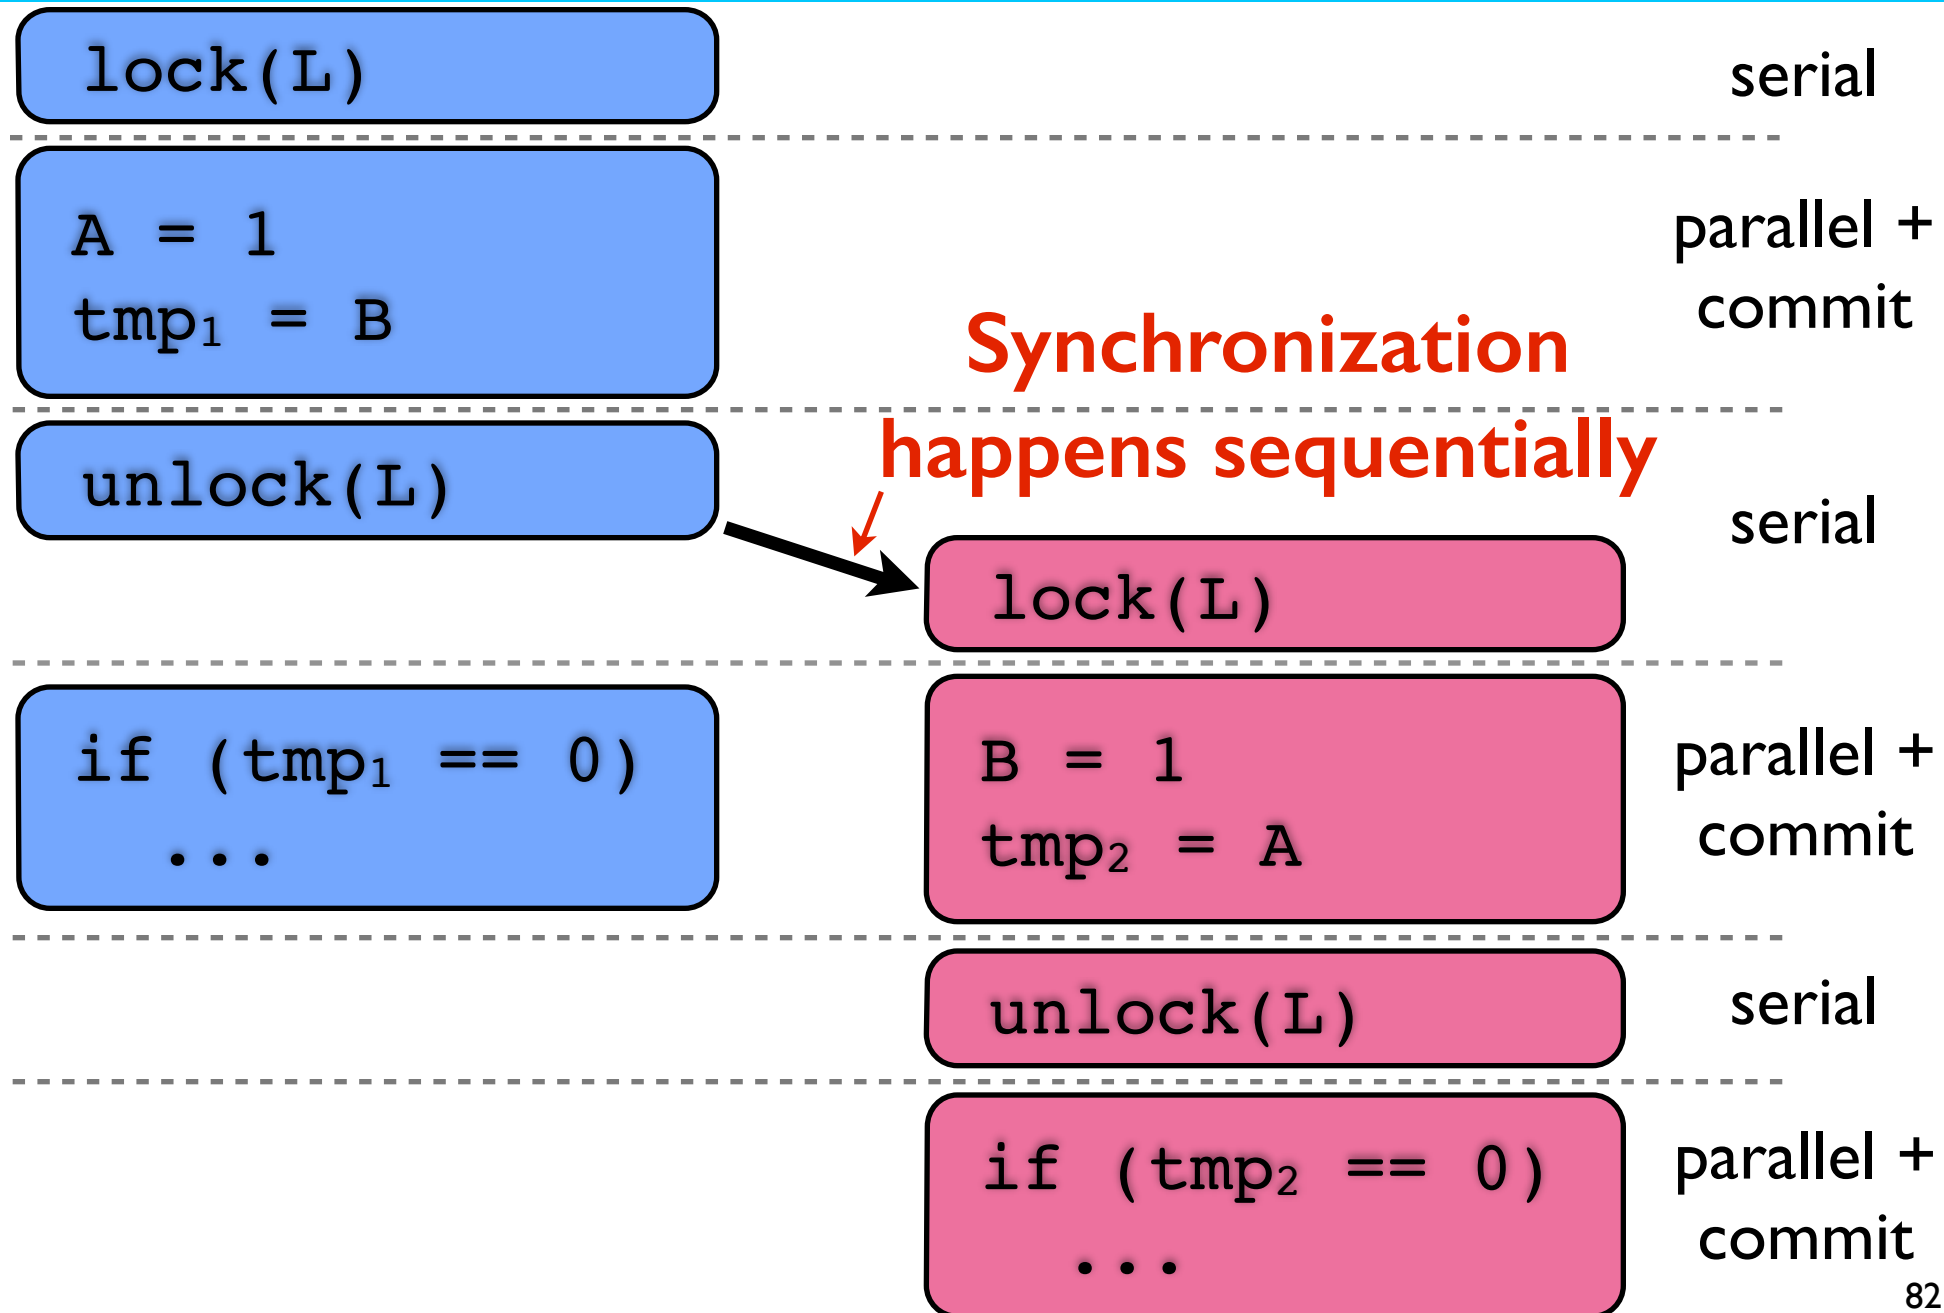 lock(L)
serial
A = 1
tmp₁ = B
parallel +
commit
Synchronization
happens sequentially
unlock(L)
serial
lock(L)
if (tmp₁ == 0)
...
B = 1
tmp₂ = A
parallel +
commit
unlock(L)
serial
if (tmp₂ == 0)
...
parallel +
commit
82